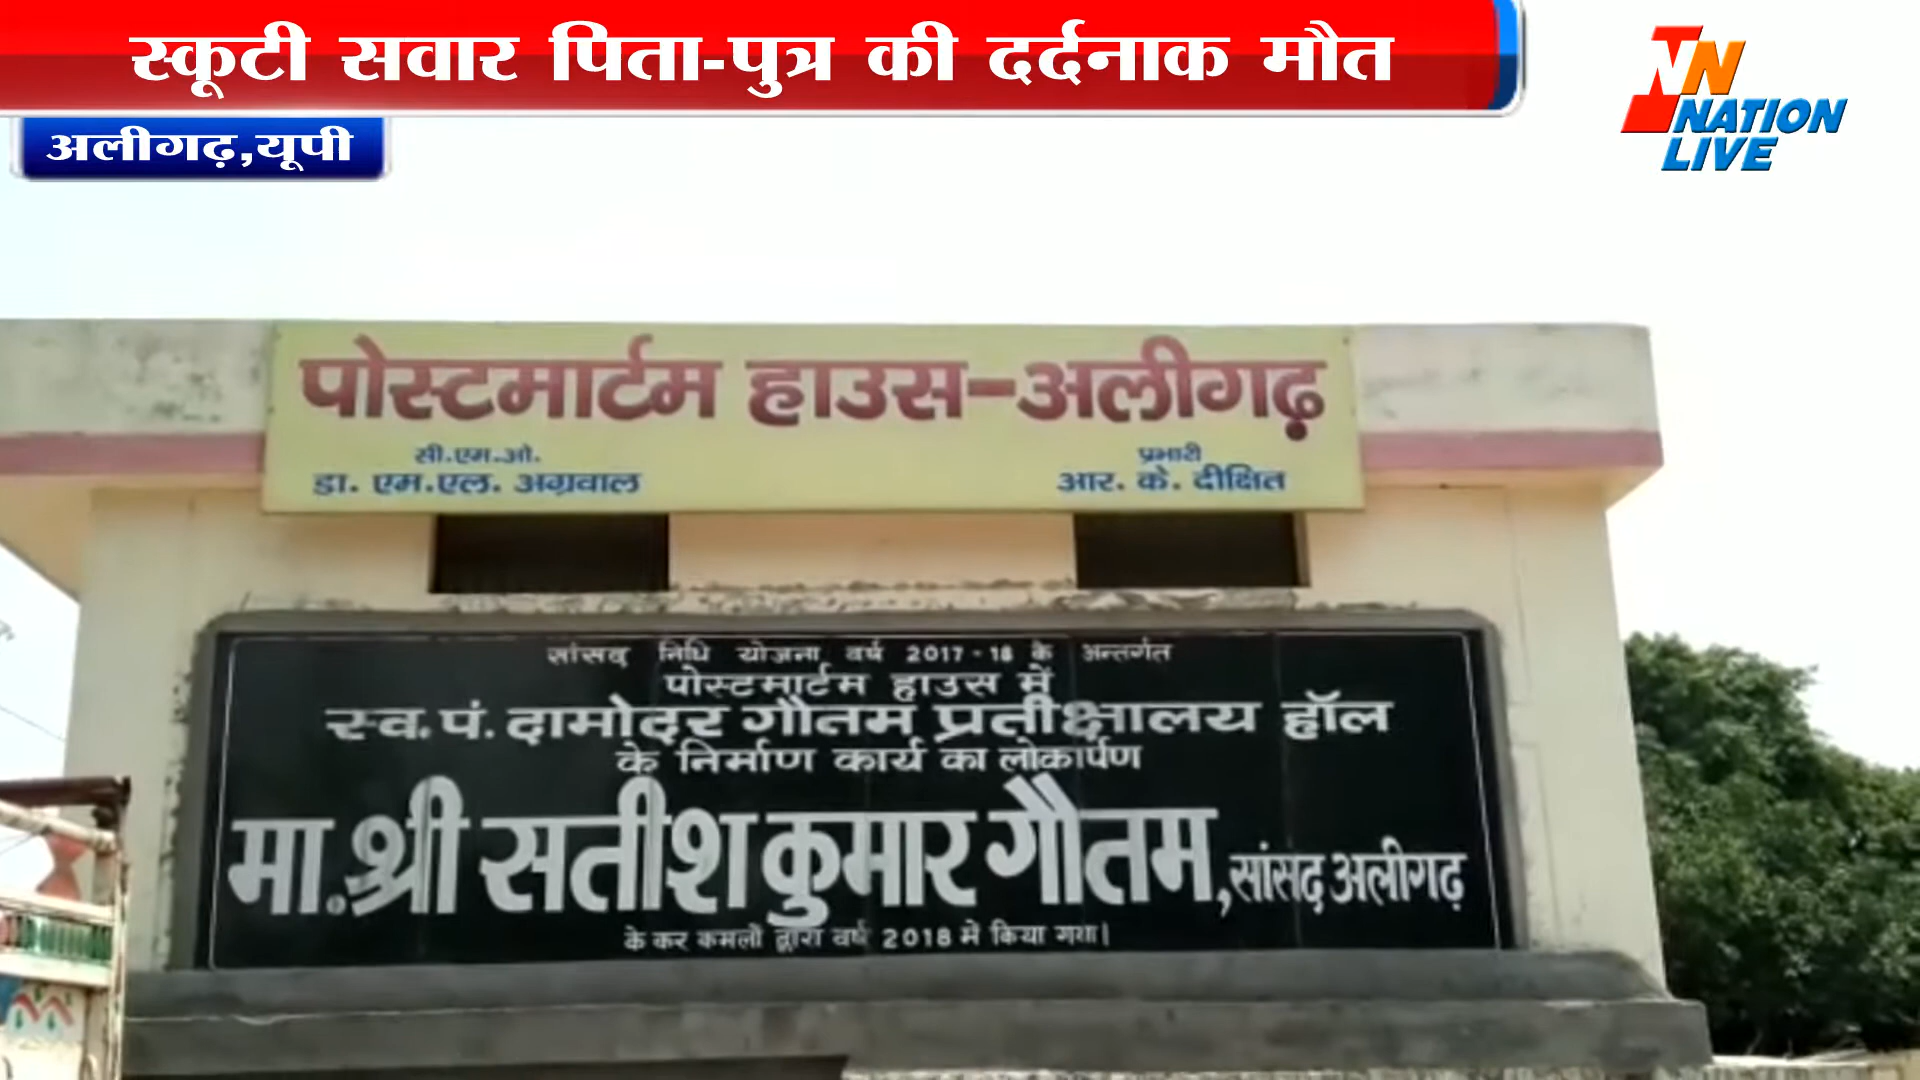 स्कूटी सवार पिता-पुत्र की दर्दनाक मौत
NN
NATION
LIVE
अलीगढ़,यूपी
पोस्टमार्टम हाउस-अलीगढ़
सी.एम.ओ.
डा. एम.एल. अग्रवाल
प्रभारी
आर. के. दीक्षित
सांसद निधि योजना वर्ष 2017-18 के अन्तर्गत
पोस्टमार्टम हाउस में
स्व. पं. दामोदर गौतम प्रतीक्षालय हॉल
के निर्माण कार्य का लोकार्पण
मा. श्री सतीश कुमार गौतम, सांसद अलीगढ़
के कर कमलों द्वारा वर्ष 2018 में किया गया।